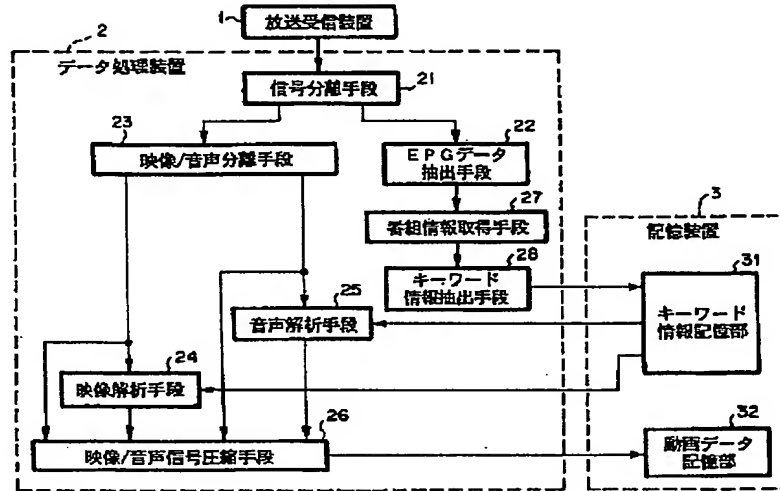 1
放送受信装置
2
データ処理装置
信号分離手段
21
23
映像/音声分離手段
22
EPGデータ
抽出手段
27
番組情報取得手段
28
キーワード
情報抽出手段
3
記憶装置
31
キーワード
情報記憶部
25
音声解析手段
24
映像解析手段
26
映像/音声信号圧縮手段
32
動画データ
記憶部